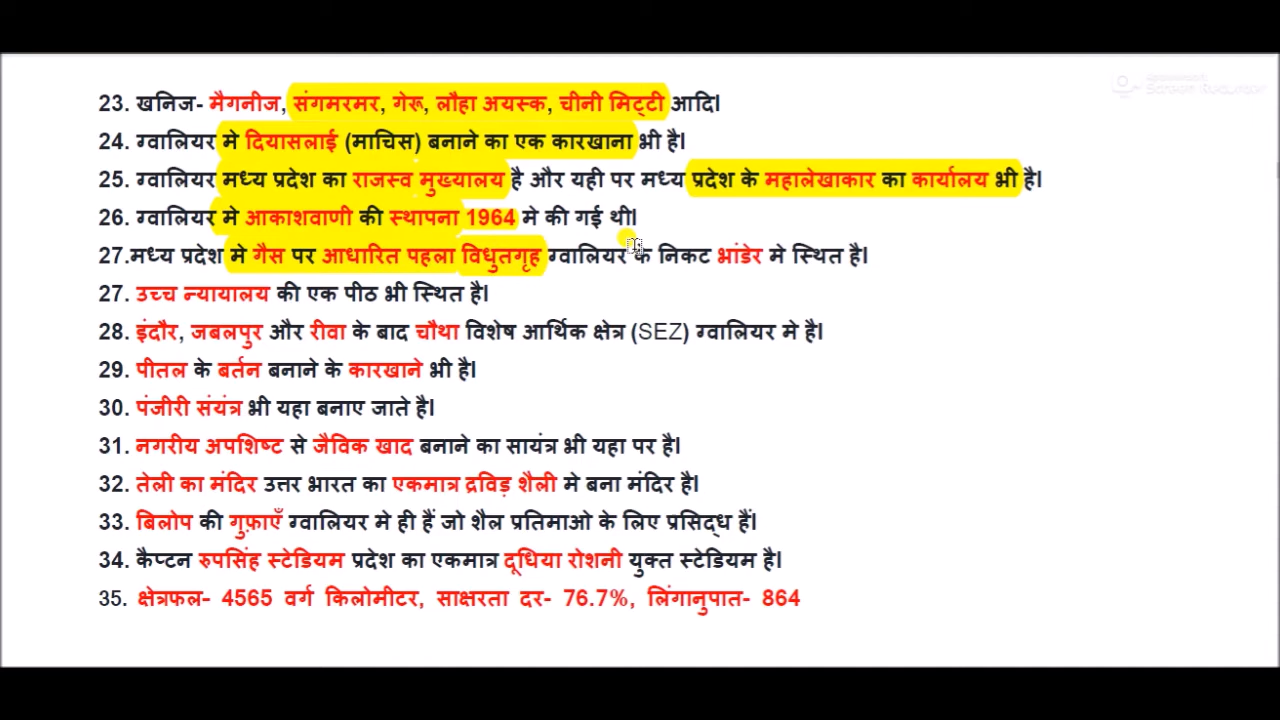 23. खनिज- मैगनीज, संगमरमर, गेरू, लौहा अयस्क, चीनी मिट्टी आदि।
24. ग्वालियर मे दियासलाई (माचिस) बनाने का एक कारखाना भी है।
25. ग्वालियर मध्य प्रदेश का राजस्व मुख्यालय है और यही पर मध्य प्रदेश के महालेखाकार का कार्यालय भी है।
26. ग्वालियर मे आकाशवाणी की स्थापना 1964 मे की गई थी।
27.मध्य प्रदेश मे गैस पर आधारित पहला विधुतगृह ग्वालियर के निकट भांडेर मे स्थित है।
27. उच्च न्यायालय की एक पीठ भी स्थित है।
28. इंदौर, जबलपुर और रीवा के बाद चौथा विशेष आर्थिक क्षेत्र (SEZ) ग्वालियर मे है।
29. पीतल के बर्तन बनाने के कारखाने भी है।
30. पंजीरी संयंत्र भी यहा बनाए जाते है।
31. नगरीय अपशिष्ट से जैविक खाद बनाने का सायंत्र भी यहा पर है।
32. तेली का मंदिर उत्तर भारत का एकमात्र द्रविड़ शैली मे बना मंदिर है।
33. बिलोप की गुफ़ाएँ ग्वालियर मे ही हैं जो शैल प्रतिमाओ के लिए प्रसिद्ध हैं।
34. कैप्टन रुपसिंह स्टेडियम प्रदेश का एकमात्र दूधिया रोशनी युक्त स्टेडियम है।
35. क्षेत्रफल- 4565 वर्ग किलोमीटर, साक्षरता दर- 76.7%, लिंगानुपात- 864